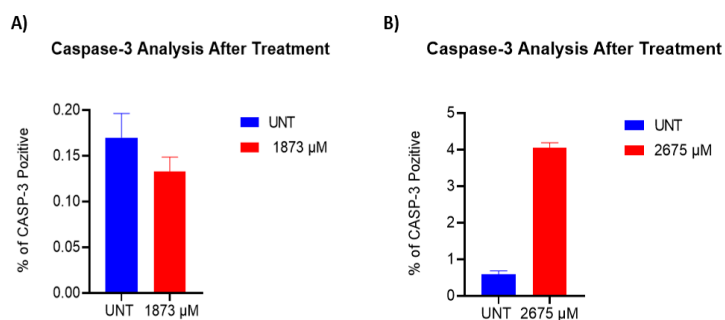 A)
Caspase-3 Analysis After Treatment
% of CASP-3 Pozitive
0.20
0.15
0.10
0.05
0.00
UNT
1873 µM
UNT
1873 µM
B)
Caspase-3 Analysis After Treatment
% of CASP-3 Pozitive
5
4
3
2
1
0
UNT
2675 µM
UNT
2675 µM